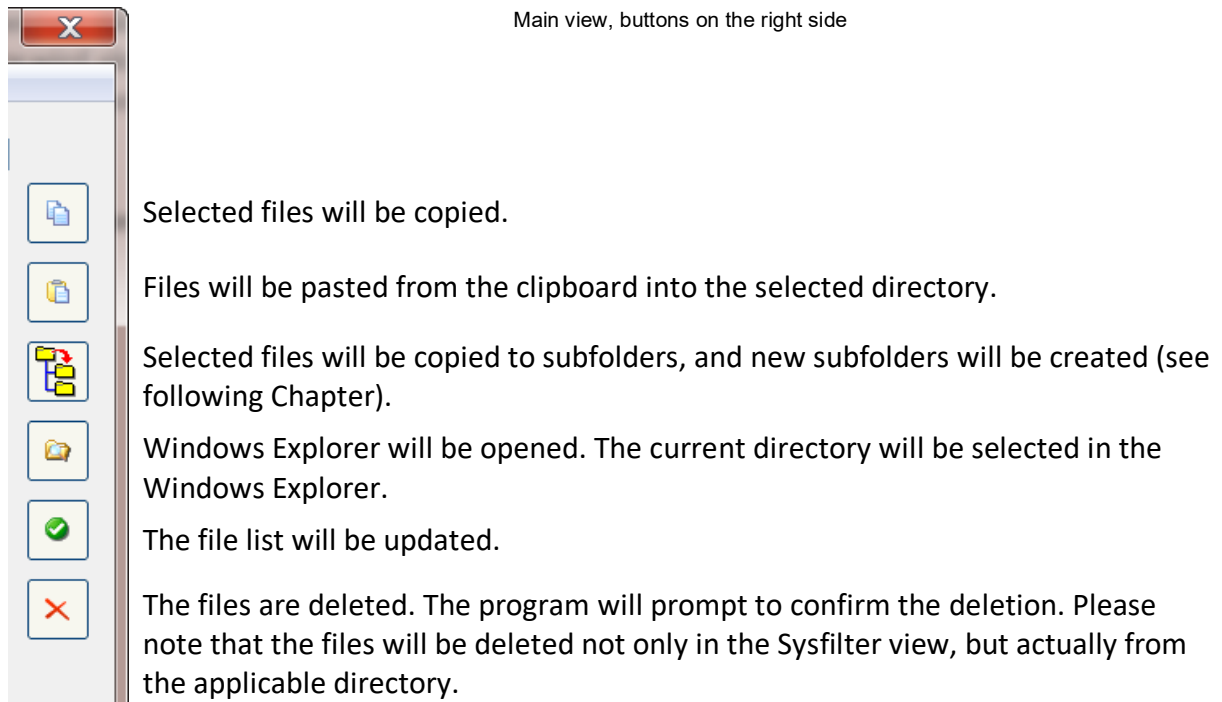 Main view, buttons on the right side
Selected files will be copied.
Files will be pasted from the clipboard into the selected directory.
Selected files will be copied to subfolders, and new subfolders will be created (see
following Chapter).
Windows Explorer will be opened. The current directory will be selected in the
Windows Explorer.
The file list will be updated.
The files are deleted. The program will prompt to confirm the deletion. Please
note that the files will be deleted not only in the Sysfilter view, but actually from
the applicable directory.